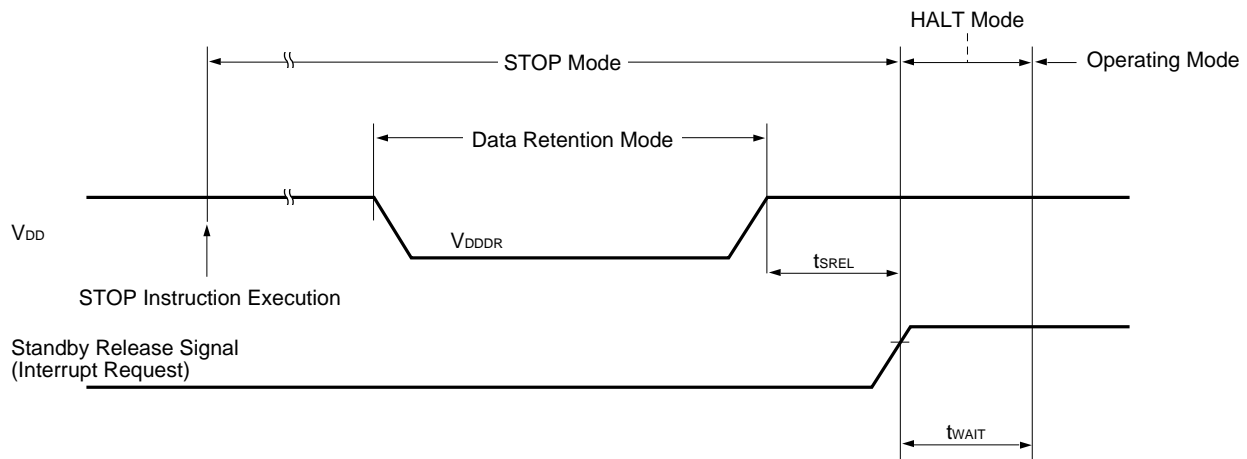 HALT Mode
STOP Mode
Operating Mode
Data Retention Mode
VDD
VDDDR
tSREL
STOP Instruction Execution
Standby Release Signal
(Interrupt Request)
tWAIT